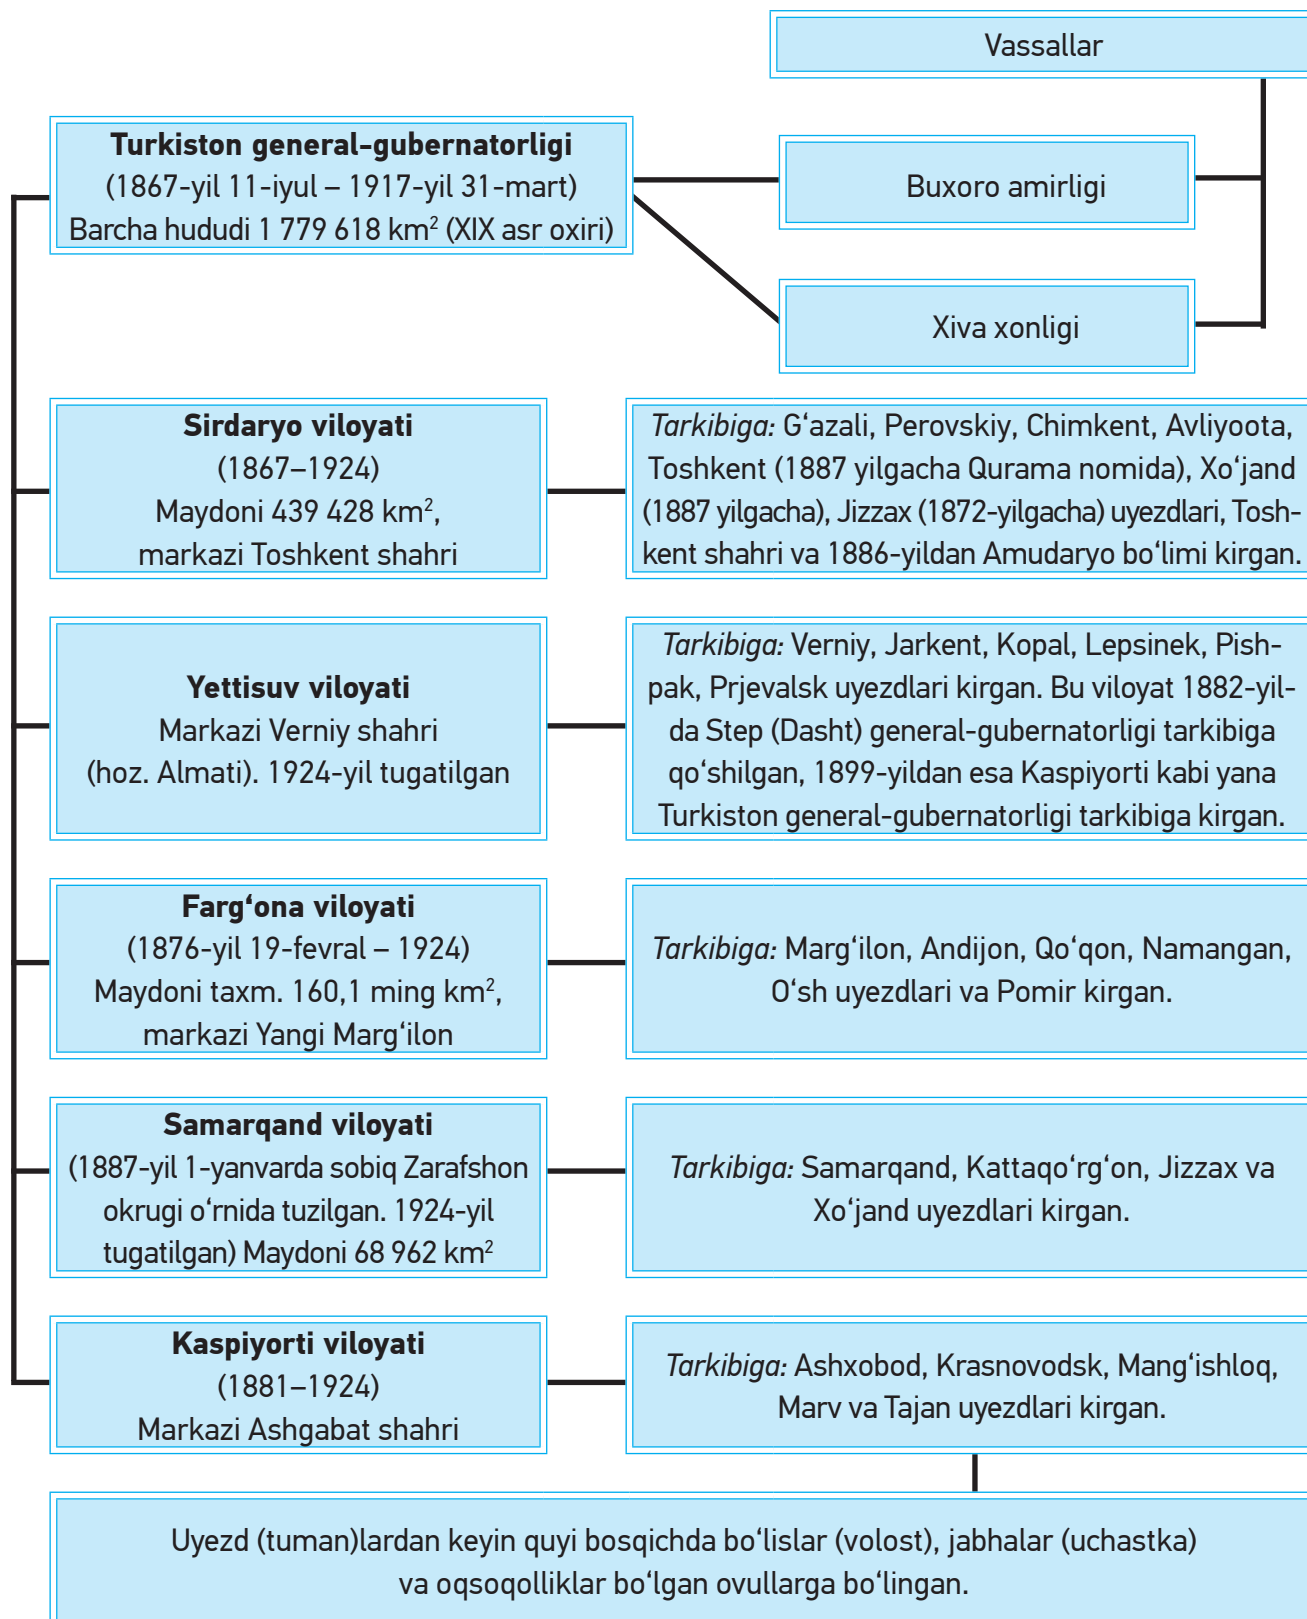 Vassallar
Turkiston general-gubernatorligi
(1867-yil 11-iyul – 1917-yil 31-mart)
Barcha hududi 1 779 618 km² (XIX asr oxiri)
Buxoro amirligi
Xiva xonligi
Sirdaryo viloyati
(1867–1924)
Maydoni 439 428 km²,
markazi Toshkent shahri
Tarkibiga: G‘azali, Perovskiy, Chimkent, Avliyoota,
Toshkent (1887 yilgacha Qurama nomida), Xo‘jand
(1887 yilgacha), Jizzax (1872-yilgacha) uyezdlari, Tosh-
kent shahri va 1886-yildan Amudaryo bo‘limi kirgan.
Yettisuv viloyati
Markazi Verniy shahri
(hoz. Almati). 1924-yil tugatilgan
Tarkibiga: Verniy, Jarkent, Kopal, Lepsinek, Pish-
pak, Prjevalsk uyezdlari kirgan. Bu viloyat 1882-yil-
da Step (Dasht) general-gubernatorligi tarkibiga
qo‘shilgan, 1899-yildan esa Kaspiyorti kabi yana
Turkiston general-gubernatorligi tarkibiga kirgan.
Farg‘ona viloyati
(1876-yil 19-fevral – 1924)
Maydoni taxm. 160,1 ming km²,
markazi Yangi Marg‘ilon
Tarkibiga: Marg‘ilon, Andijon, Qo‘qon, Namangan,
O‘sh uyezdlari va Pomir kirgan.
Samarqand viloyati
(1887-yil 1-yanvarda sobiq Zarafshon
okrugi o‘rnida tuzilgan. 1924-yil
tugatilgan) Maydoni 68 962 km²
Tarkibiga: Samarqand, Kattaqo‘rg‘on, Jizzax va
Xo‘jand uyezdlari kirgan.
Kaspiyorti viloyati
(1881–1924)
Markazi Ashgabat shahri
Tarkibiga: Ashxobod, Krasnovodsk, Mang‘ishloq,
Marv va Tajan uyezdlari kirgan.
Uyezd (tuman)lardan keyin quyi bosqichda bo‘lislar (volost), jabhalar (uchastka)
va oqsoqolliklar bo‘lgan ovullarga bo‘lingan.